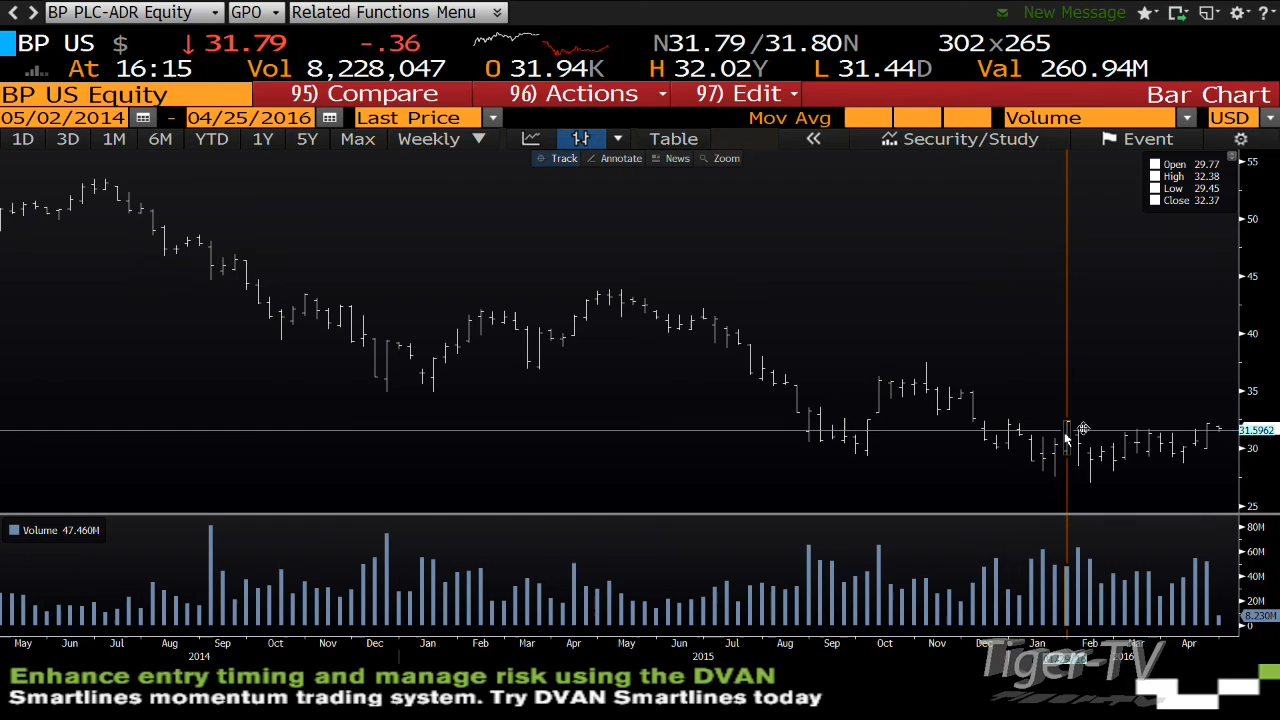 BP PLC-ADR Equity GPO Related Functions Menu New Message
BP US $ ↓ 31.79 -.36 N31.79/31.80N 302x265
At 16:15 Vol 8,228,047 O 31.94K H 32.02Y L 31.44D Val 260.94M
BP US Equity 95) Compare 96) Actions 97) Edit Bar Chart
05/02/2014 - 04/25/2016 Last Price Mov Avg Volume USD
1D 3D 1M 6M YTD 1Y 5Y Max Weekly Table Security/Study Event
Track Annotate News Zoom
Open 29.77
High 32.38
Low 29.45
Close 32.37
55
50
45
40
35
31.5962
30
25
Volume 47.460M
80M
60M
40M
20M
8.230M
0
May Jun Jul Aug Sep Oct Nov Dec Jan Feb Mar Apr May Jun Jul Aug Sep Oct Nov Dec Jan Feb Mar Apr
2014 2015 2016
Tiger-TV
Enhance entry timing and manage risk using the DVAN
Smartlines momentum trading system. Try DVAN Smartlines today